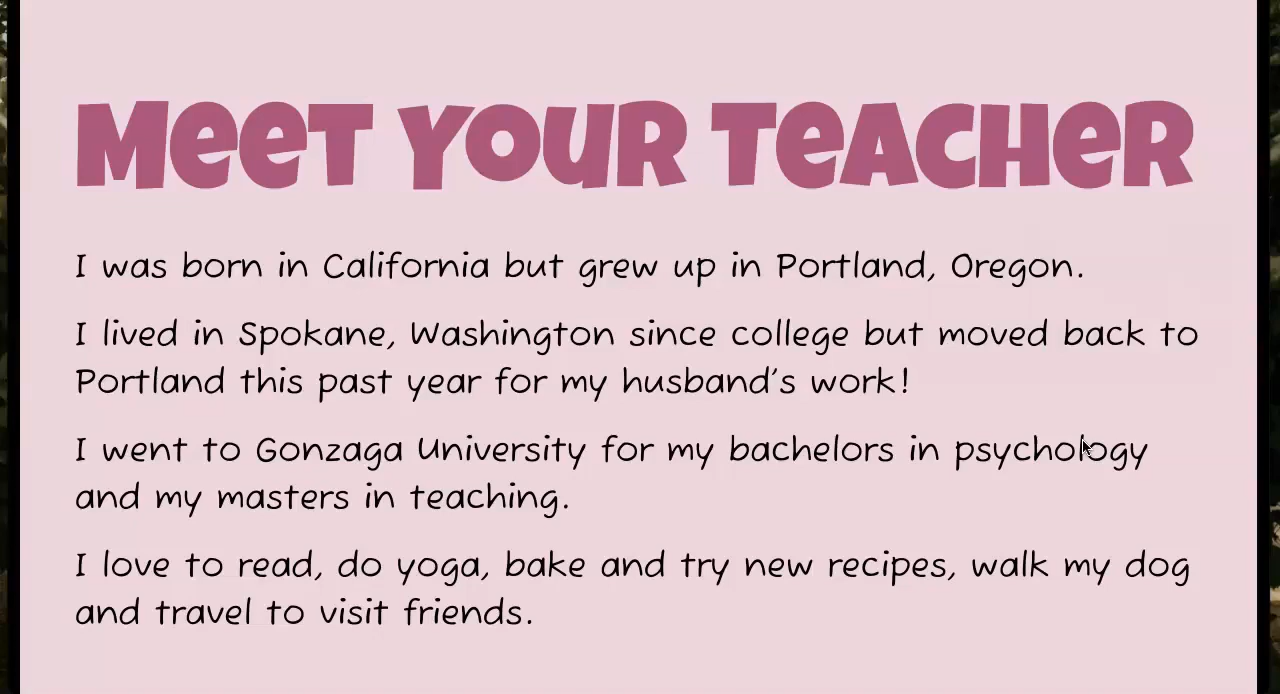 Meet Your Teacher
I was born in California but grew up in Portland, Oregon.
I lived in Spokane, Washington since college but moved back to
Portland this past year for my husband's work!
I went to Gonzaga University for my bachelors in psychology
and my masters in teaching.
I love to read, do yoga, bake and try new recipes, walk my dog
and travel to visit friends.